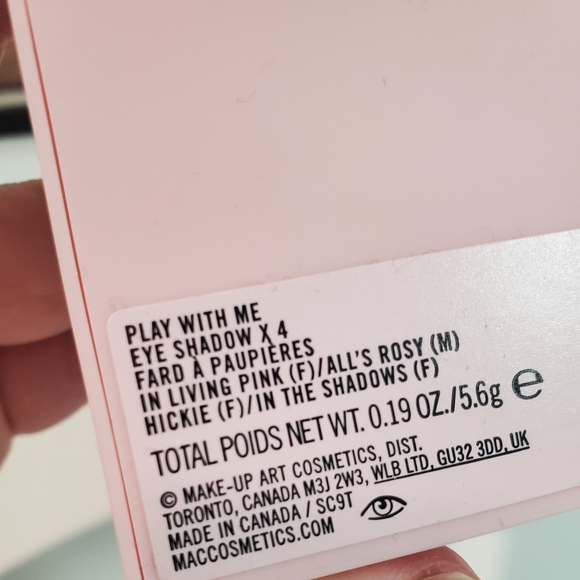 PLAY WITH ME
EYE SHADOW X 4
FARD À PAUPIÈRES
IN LIVING PINK (F)/ALL'S ROSY (M)
HICKIE (F)/IN THE SHADOWS (F)
TOTAL POIDS NET WT. 0.19 OZ./5.6g ℮
© MAKE-UP ART COSMETICS, DIST.
TORONTO, CANADA M3J 2W3, WLB LTD, GU32 3DD, UK
MADE IN CANADA / SC9T
MACCOSMETICS.COM